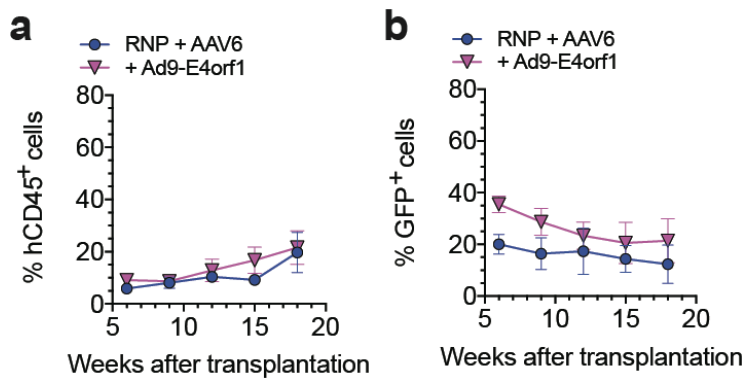 a
RNP + AAV6
+ Ad9-E4orf1
% hCD45+ cells
80
60
40
20
0
5 10 15 20
Weeks after transplantation
b
RNP + AAV6
+ Ad9-E4orf1
% GFP+ cells
80
60
40
20
0
5 10 15 20
Weeks after transplantation